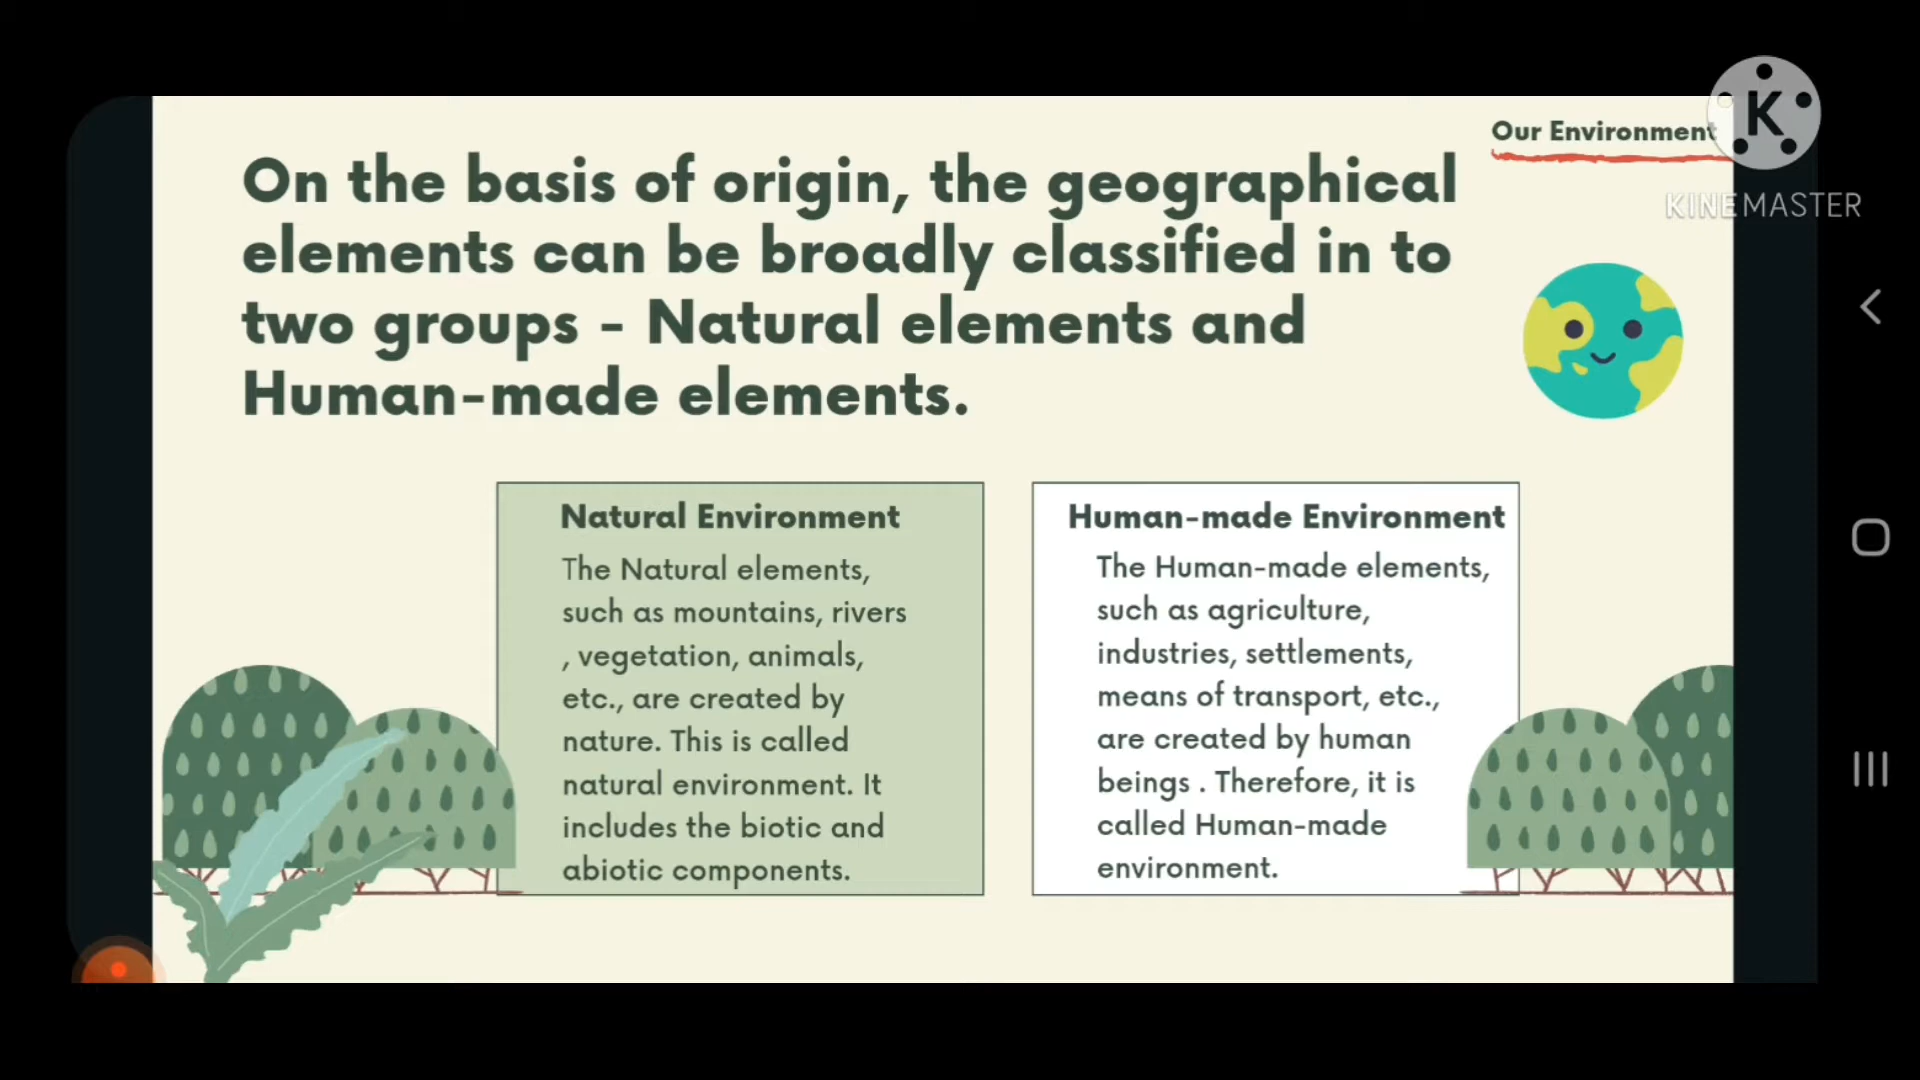 Our Environment
K
KINEMASTER
On the basis of origin, the geographical
elements can be broadly classified in to
two groups - Natural elements and
Human-made elements.
Natural Environment
The Natural elements,
such as mountains, rivers
, vegetation, animals,
etc., are created by
nature. This is called
natural environment. It
includes the biotic and
abiotic components.
Human-made Environment
The Human-made elements,
such as agriculture,
industries, settlements,
means of transport, etc.,
are created by human
beings . Therefore, it is
called Human-made
environment.